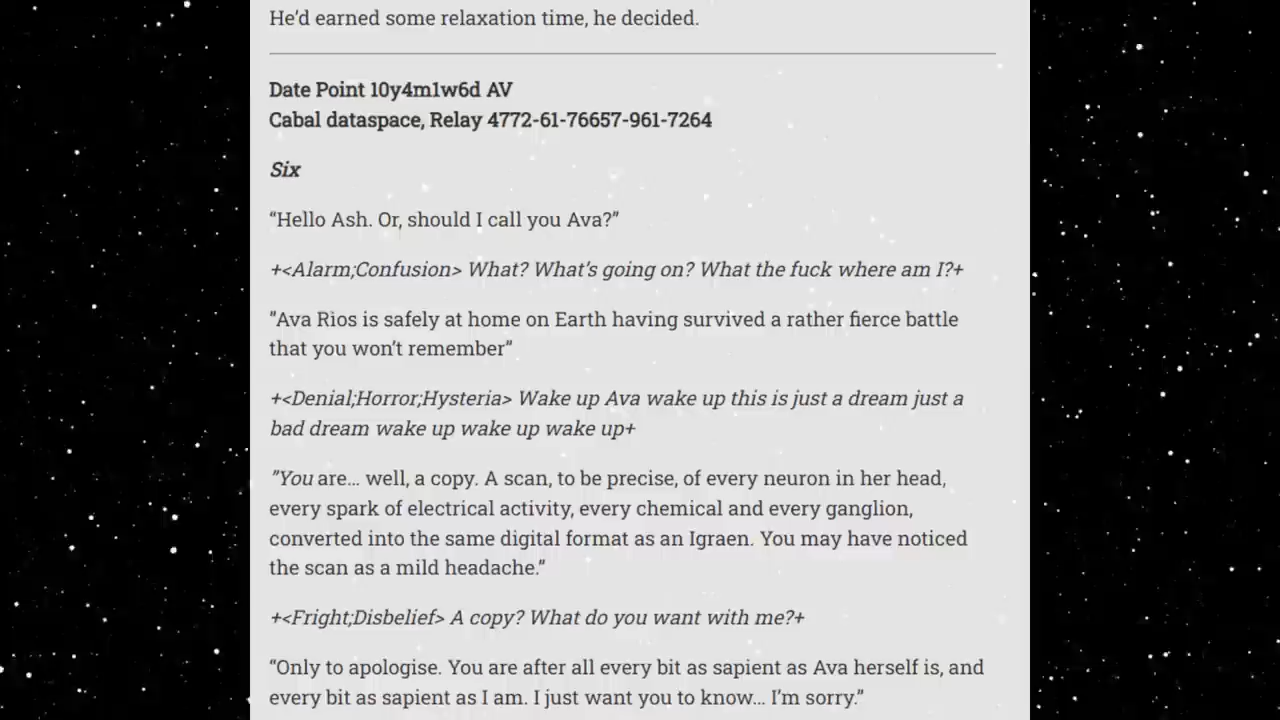 He’d earned some relaxation time, he decided.
Date Point 10y4m1w6d AV
Cabal dataspace, Relay 4772-61-76657-961-7264
Six
“Hello Ash. Or, should I call you Ava?”
+<Alarm;Confusion> What? What’s going on? What the fuck where am I?+
”Ava Rìos is safely at home on Earth having survived a rather fierce battle
that you won’t remember”
+<Denial;Horror;Hysteria> Wake up Ava wake up this is just a dream just a
bad dream wake up wake up wake up+
”You are… well, a copy. A scan, to be precise, of every neuron in her head,
every spark of electrical activity, every chemical and every ganglion,
converted into the same digital format as an Igraen. You may have noticed
the scan as a mild headache.”
+<Fright;Disbelief> A copy? What do you want with me?+
“Only to apologise. You are after all every bit as sapient as Ava herself is, and
every bit as sapient as I am. I just want you to know… I’m sorry.”